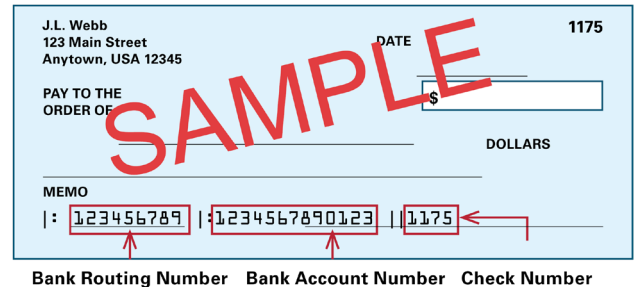 J.L. Webb
1175
123 Main Street
DATE
Anytown, USA 12345
SAMPLE
PAY TO THE
ORDER OF
$
DOLLARS
MEMO
|: 123456789 |:1234567890123 ||1175
Bank Routing Number Bank Account Number Check Number